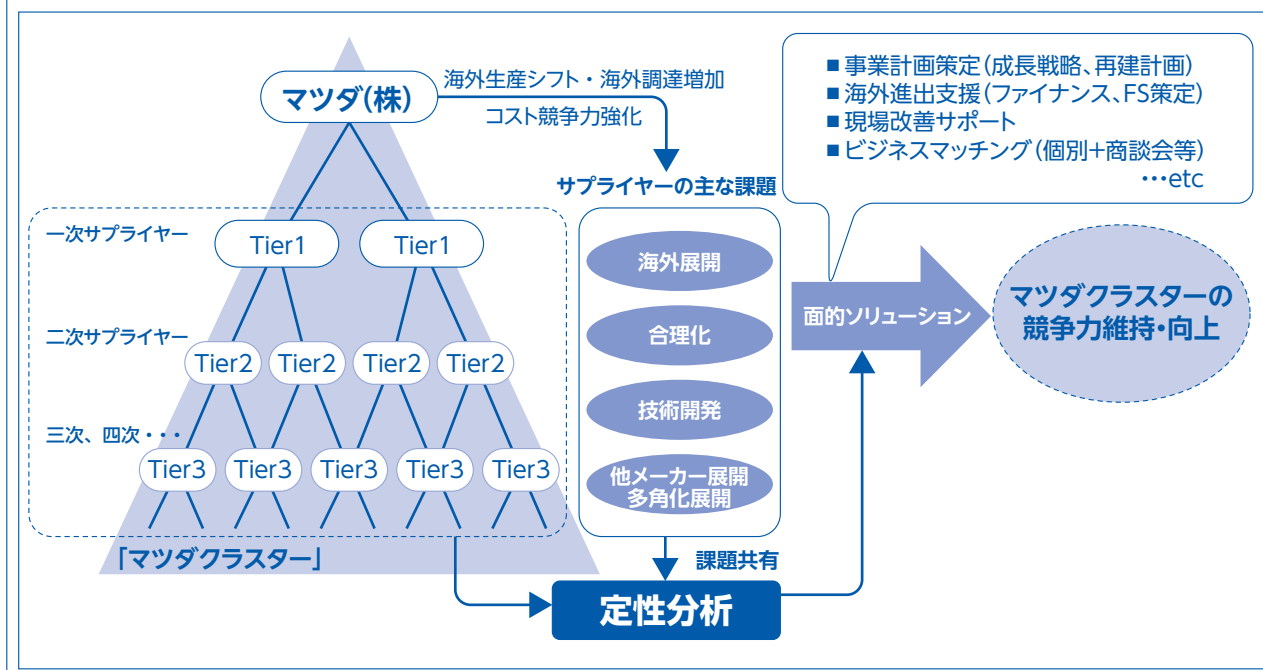 マツダ(株)
海外生産シフト・海外調達増加
コスト競争力強化
サプライヤーの主な課題
■事業計画策定(成長戦略、再建計画)
■海外進出支援(ファイナンス、FS策定)
■現場改善サポート
■ビジネスマッチング(個別+商談会等)
…etc
一次サプライヤー
Tier1
Tier1
二次サプライヤー
Tier2
Tier2
Tier2
Tier2
三次、四次・・・
Tier3
Tier3
Tier3
Tier3
Tier3
「マツダクラスター」
海外展開
合理化
技術開発
他メーカー展開
多角化展開
課題共有
定性分析
面的ソリューション
マツダクラスターの
競争力維持・向上